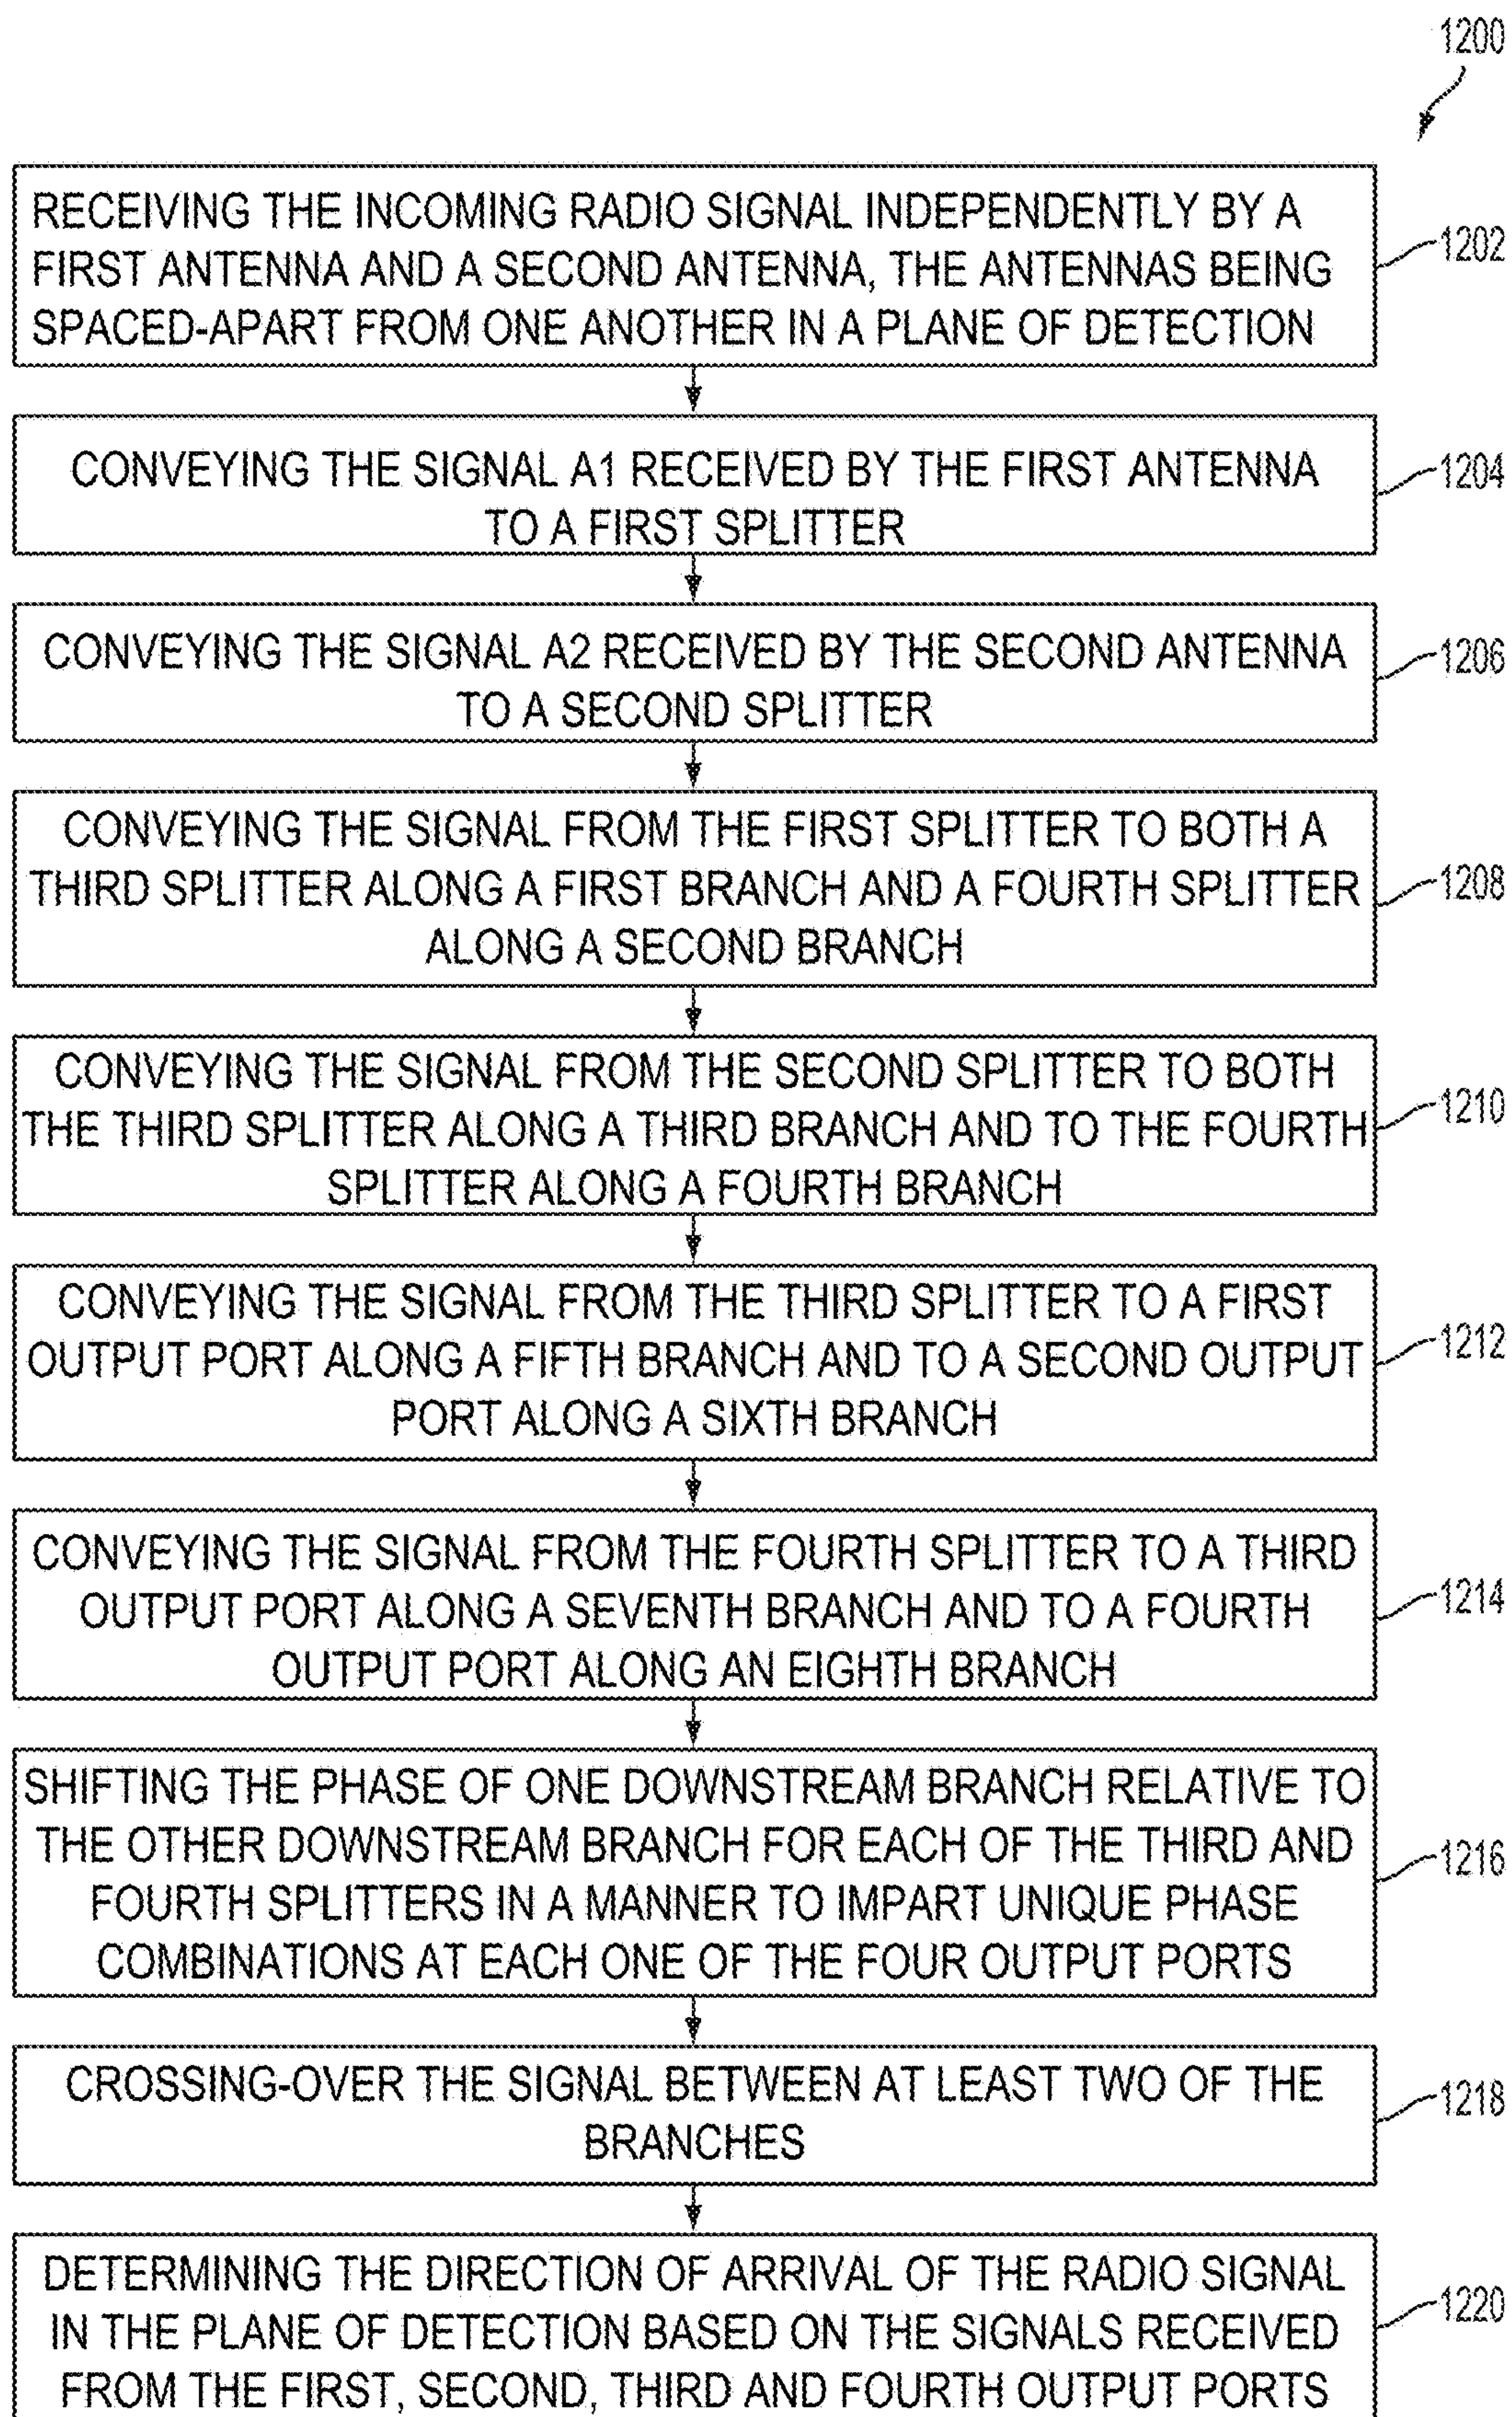 1200
RECEIVING THE INCOMING RADIO SIGNAL INDEPENDENTLY BY A
FIRST ANTENNA AND A SECOND ANTENNA, THE ANTENNAS BEING
SPACED-APART FROM ONE ANOTHER IN A PLANE OF DETECTION
1202
CONVEYING THE SIGNAL A1 RECEIVED BY THE FIRST ANTENNA
TO A FIRST SPLITTER
1204
CONVEYING THE SIGNAL A2 RECEIVED BY THE SECOND ANTENNA
TO A SECOND SPLITTER
1206
CONVEYING THE SIGNAL FROM THE FIRST SPLITTER TO BOTH A
THIRD SPLITTER ALONG A FIRST BRANCH AND A FOURTH SPLITTER
ALONG A SECOND BRANCH
1208
CONVEYING THE SIGNAL FROM THE SECOND SPLITTER TO BOTH
THE THIRD SPLITTER ALONG A THIRD BRANCH AND TO THE FOURTH
SPLITTER ALONG A FOURTH BRANCH
1210
CONVEYING THE SIGNAL FROM THE THIRD SPLITTER TO A FIRST
OUTPUT PORT ALONG A FIFTH BRANCH AND TO A SECOND OUTPUT
PORT ALONG A SIXTH BRANCH
1212
CONVEYING THE SIGNAL FROM THE FOURTH SPLITTER TO A THIRD
OUTPUT PORT ALONG A SEVENTH BRANCH AND TO A FOURTH
OUTPUT PORT ALONG AN EIGHTH BRANCH
1214
SHIFTING THE PHASE OF ONE DOWNSTREAM BRANCH RELATIVE TO
THE OTHER DOWNSTREAM BRANCH FOR EACH OF THE THIRD AND
FOURTH SPLITTERS IN A MANNER TO IMPART UNIQUE PHASE
COMBINATIONS AT EACH ONE OF THE FOUR OUTPUT PORTS
1216
CROSSING-OVER THE SIGNAL BETWEEN AT LEAST TWO OF THE
BRANCHES
1218
DETERMINING THE DIRECTION OF ARRIVAL OF THE RADIO SIGNAL
IN THE PLANE OF DETECTION BASED ON THE SIGNALS RECEIVED
FROM THE FIRST, SECOND, THIRD AND FOURTH OUTPUT PORTS
1220